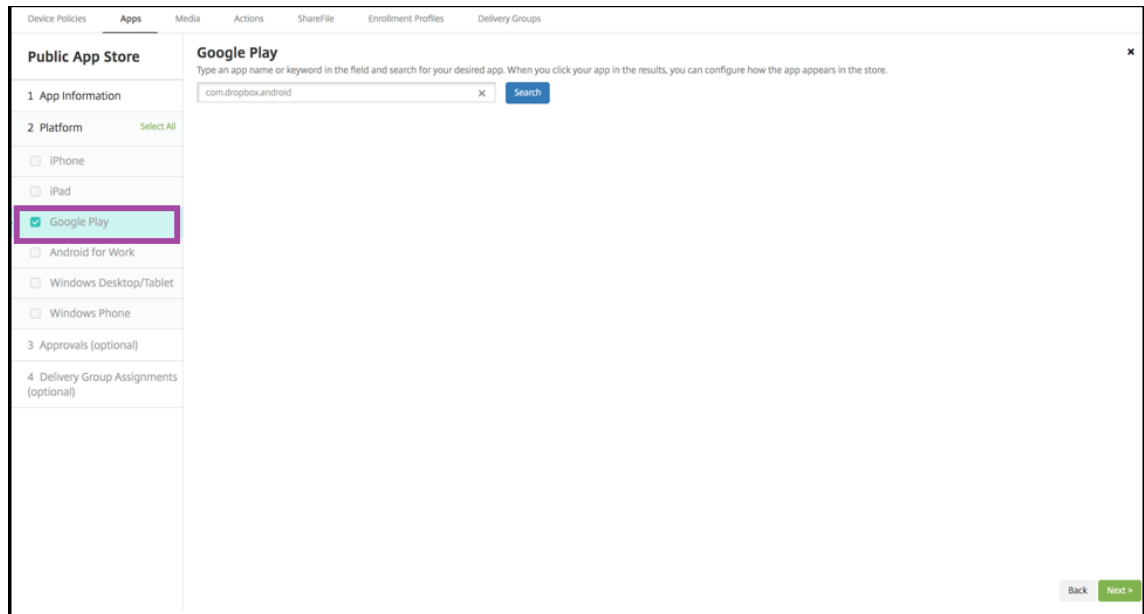 Device Policies Apps Media Actions ShareFile Enrollment Profiles Delivery Groups
Public App Store
1 App Information
2 Platform Select All
iPhone
iPad
Google Play
Android for Work
Windows Desktop/Tablet
Windows Phone
3 Approvals (optional)
4 Delivery Group Assignments
(optional)
Google Play
Type an app name or keyword in the field and search for your desired app. When you click your app in the results, you can configure how the app appears in the store.
com.dropbox.android Search
Back Next >